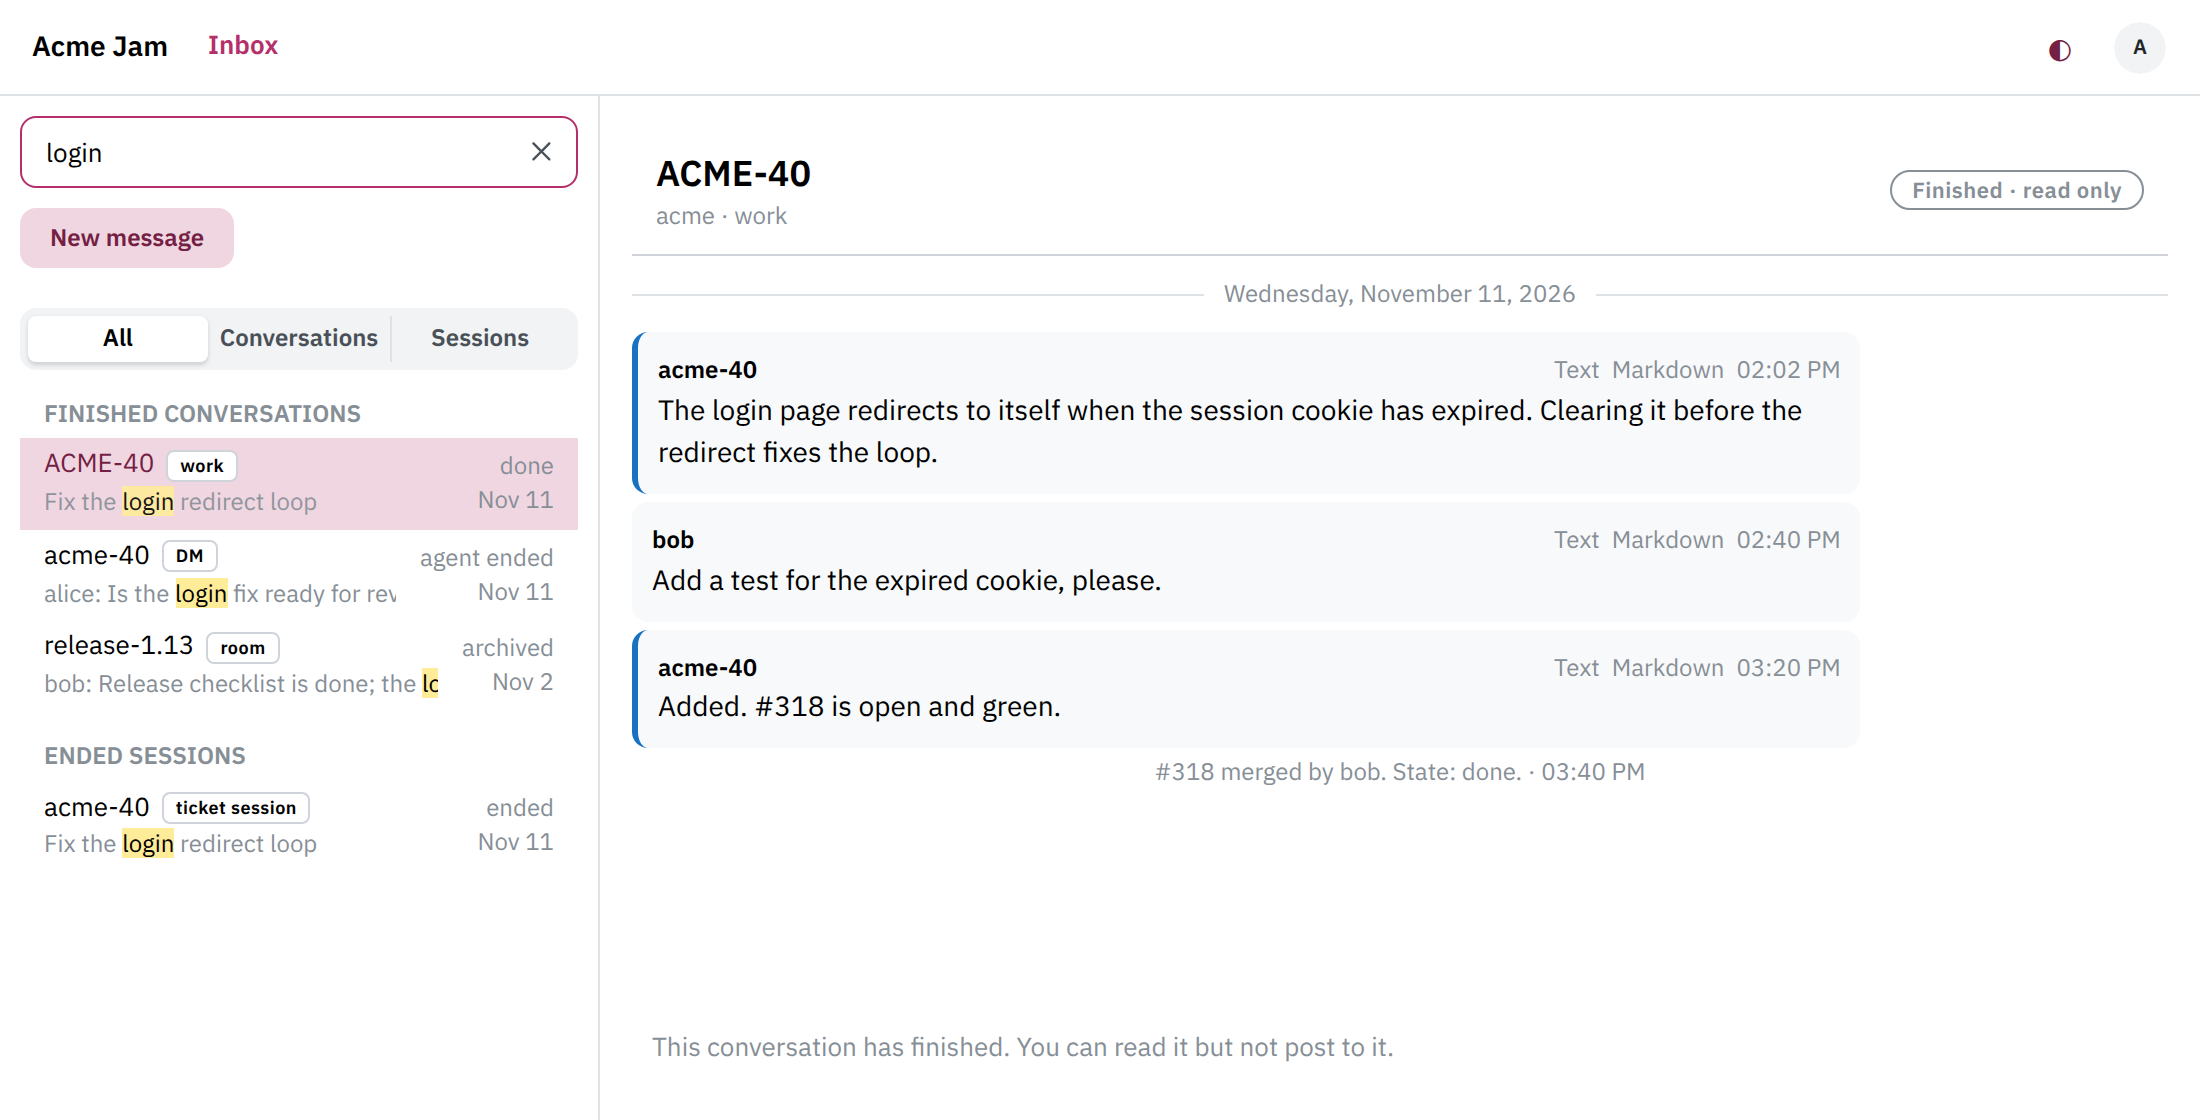 Acme Jam Inbox A
login
New message
All Conversations Sessions
FINISHED CONVERSATIONS
ACME-40 work done
Fix the login redirect loop Nov 11
acme-40 DM agent ended
alice: Is the login fix ready for Nov 11
release-1.13 room archived
bob: Release checklist is done; the Nov 2
ENDED SESSIONS
acme-40 ticket session ended
Fix the login redirect loop Nov 11
ACME-40
acme · work
Finished · read only
Wednesday, November 11, 2026
acme-40 Text Markdown 02:02 PM
The login page redirects to itself when the session cookie has expired. Clearing it before the
redirect fixes the loop.
bob Text Markdown 02:40 PM
Add a test for the expired cookie, please.
acme-40 Text Markdown 03:20 PM
Added. #318 is open and green.
#318 merged by bob. State: done. · 03:40 PM
This conversation has finished. You can read it but not post to it.